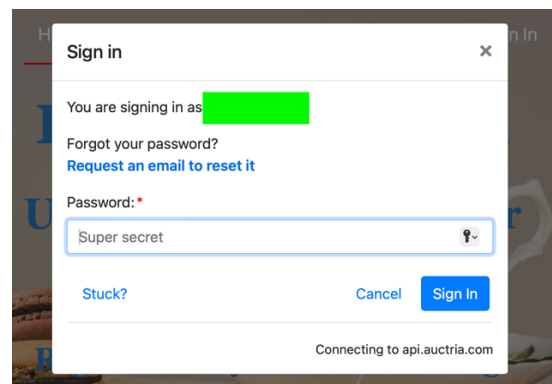 Sign in
×
You are signing in as
Forgot your password?
Request an email to reset it
Password:*
Super secret
Stuck? Cancel Sign In
Connecting to api.auctria.com